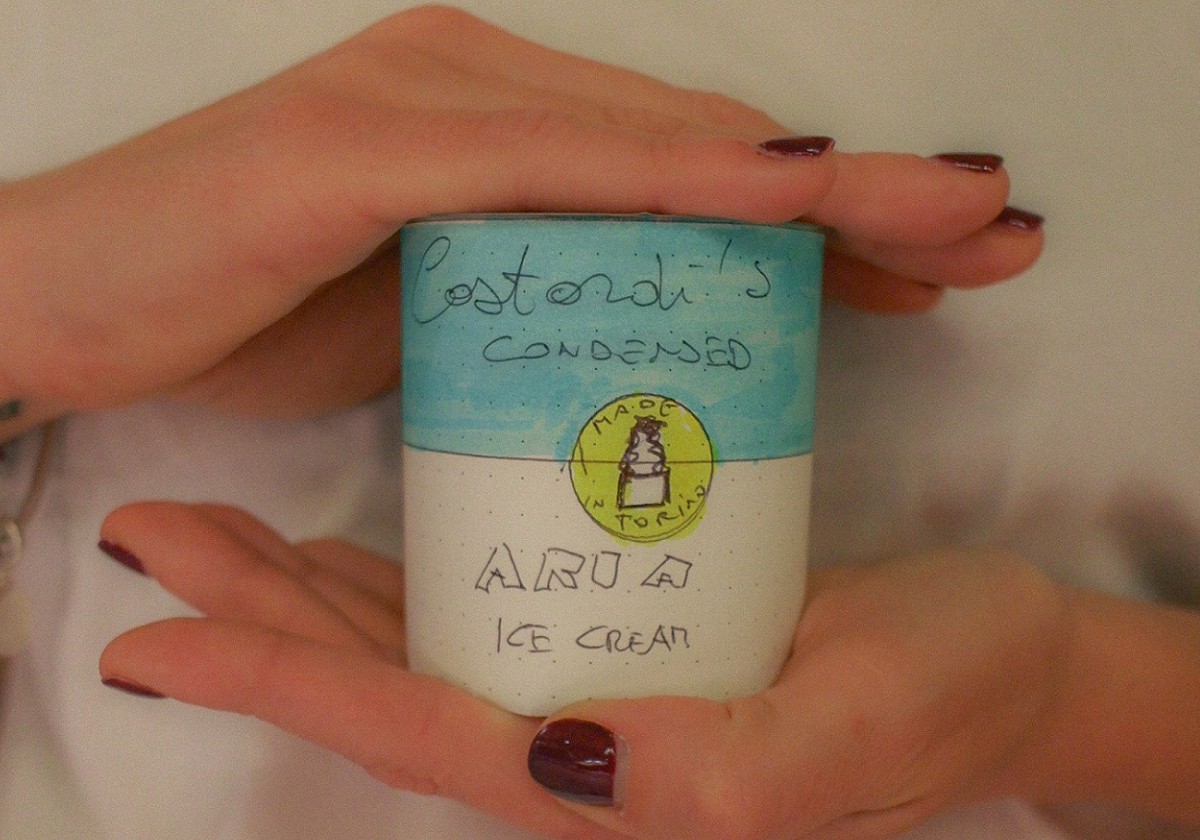 Costardi's
CONDENSED
MADE
IN TORINO
ARIA
ICE CREAM